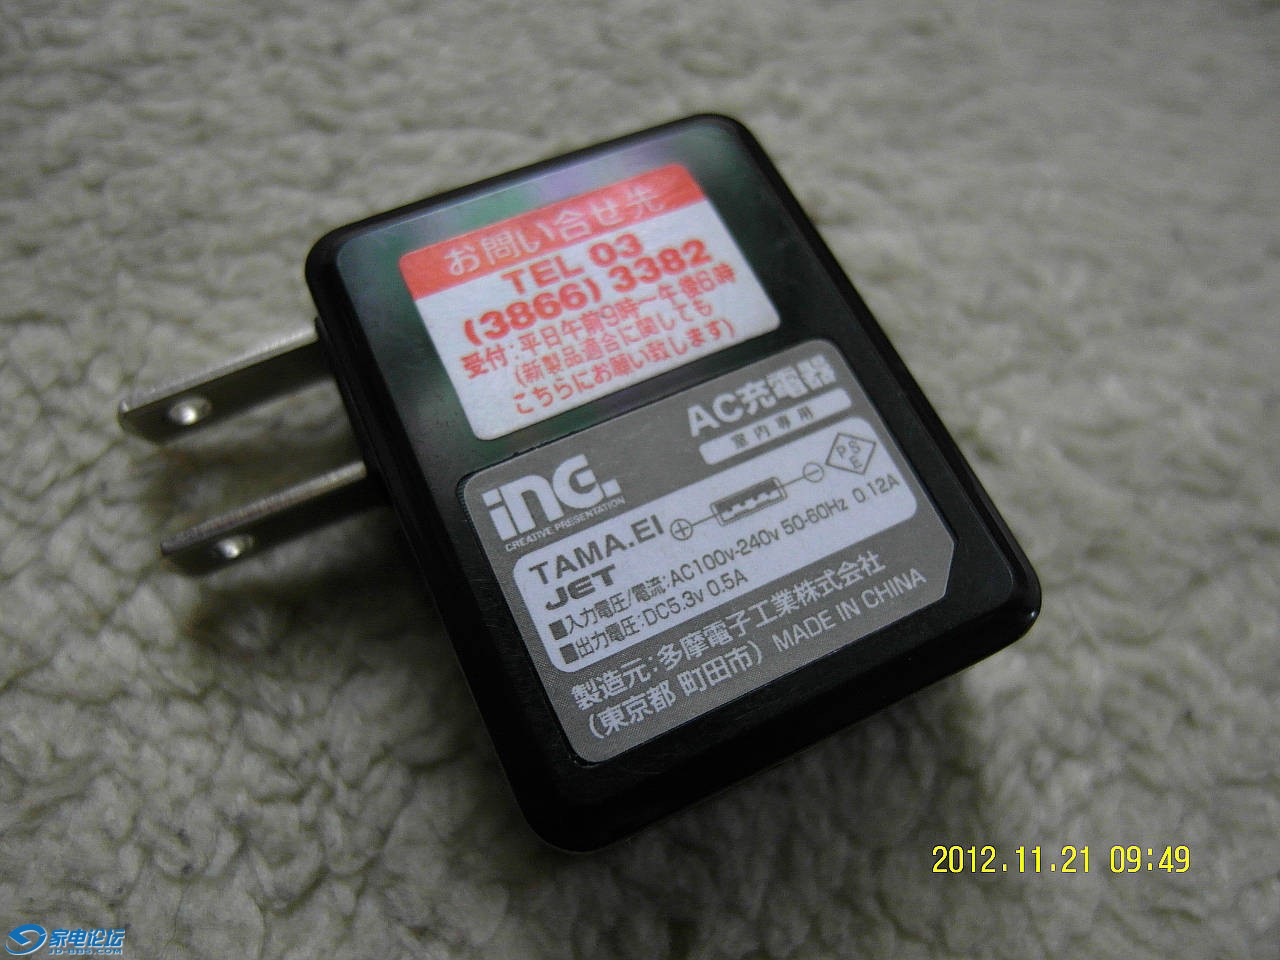 お問い合せ先
TEL 03
(3866) 3382
受付:平日午前9時~午後6時
(新製品適合に関しても
こちらにお願い致します)
AC充電器
室内専用
iNG.
CREATIVE PRESENTATION
PSE
TAMA.EI
JET
■入力電圧/電流:AC100v-240v 50-60Hz 0.12A
■出力電圧:DC5.3v 0.5A
製造元:多摩電子工業株式会社
(東京都 町田市) MADE IN CHINA
2012.11.21 09:49
家电论坛
JD-BBS.COM